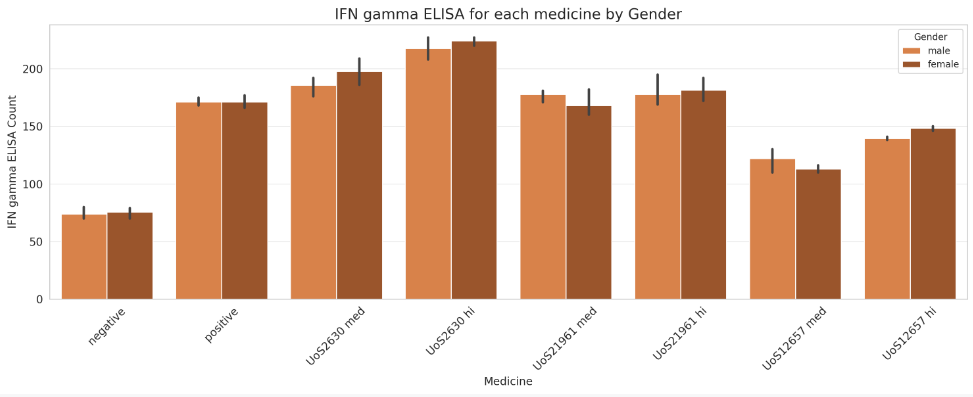 IFN gamma ELISA for each medicine by Gender
Gender
male
female
IFN gamma ELISA Count
200
150
100
50
0
negative
positive
UoS2630 med
UoS2630 hi
UoS21961 med
UoS21961 hi
UoS12657 med
UoS12657 hi
Medicine